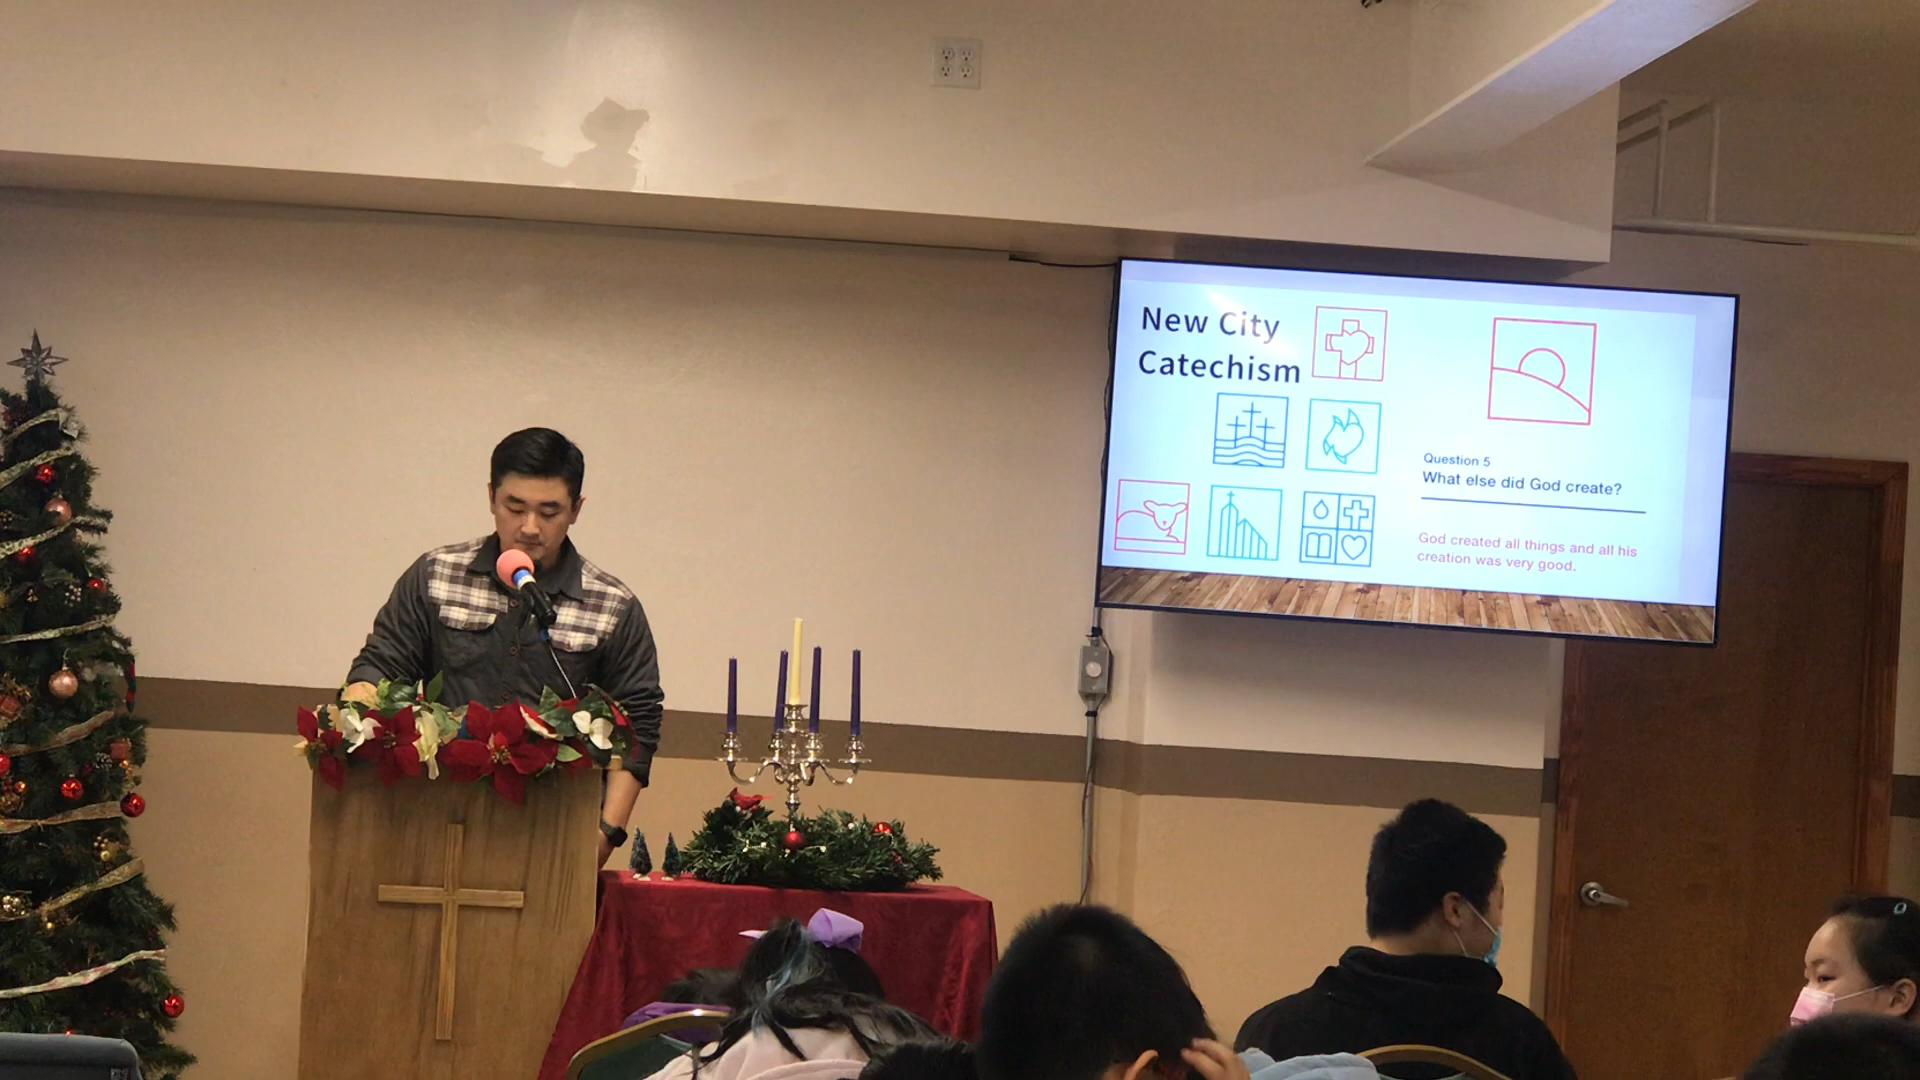 New City
Catechism
Question 5
What else did God create?
God created all things and all his
creation was very good.